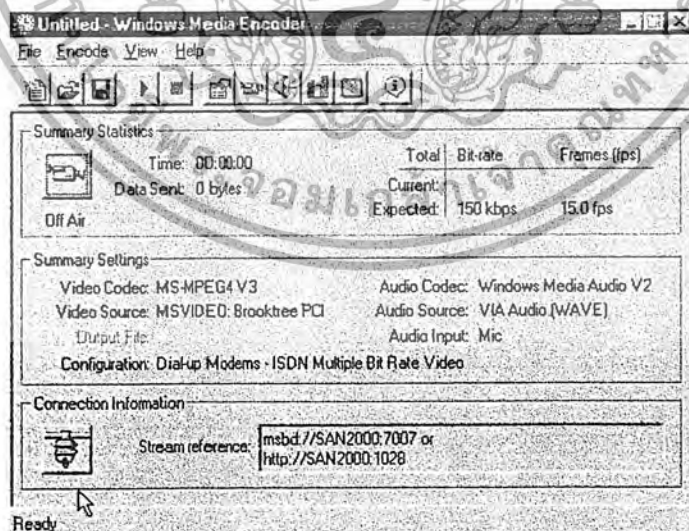 Untitled - Windows Media Encoder
File Encode View Help
Summary Statistics
Time: 00:00:00
Data Sent: 0 bytes
Off Air
Total Bit-rate Frames (fps)
Current:
Expected: 150 kbps 15.0 fps
Summary Settings
Video Codec: MS-MPEG4 V3
Video Source: MSVIDEO: Brooktree PCI
Output File:
Audio Codec: Windows Media Audio V2
Audio Source: VIA Audio (WAVE)
Audio Input: Mic
Configuration: Dial-up Modems - ISDN Multiple Bit Rate Video
Connection Information
Stream reference: msbd://SAN2000:7007 or
http://SAN2000:1028
Ready